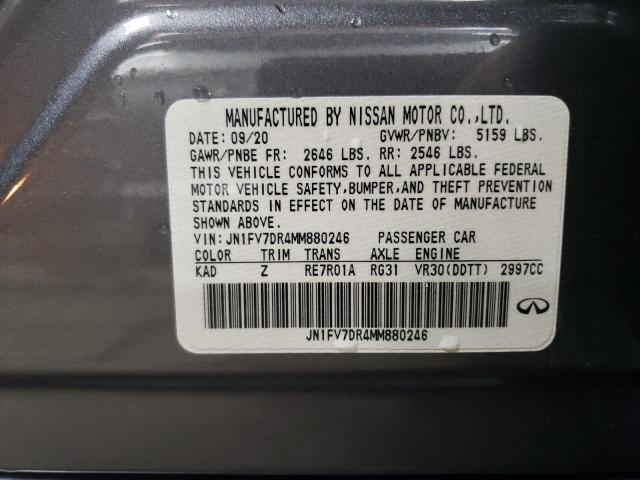 MANUFACTURED BY NISSAN MOTOR CO.,LTD.
DATE: 09/20 GVWR/PNBV: 5159 LBS.
GAWR/PNBE FR: 2646 LBS. RR: 2546 LBS.
THIS VEHICLE CONFORMS TO ALL APPLICABLE FEDERAL
MOTOR VEHICLE SAFETY,BUMPER,AND THEFT PREVENTION
STANDARDS IN EFFECT ON THE DATE OF MANUFACTURE
SHOWN ABOVE.
VIN: JN1FV7DR4MM880246 PASSENGER CAR
COLOR TRIM TRANS AXLE ENGINE
KAD Z RE7R01A RG31 VR30(DDTT) 2997CC
JN1FV7DR4MM880246